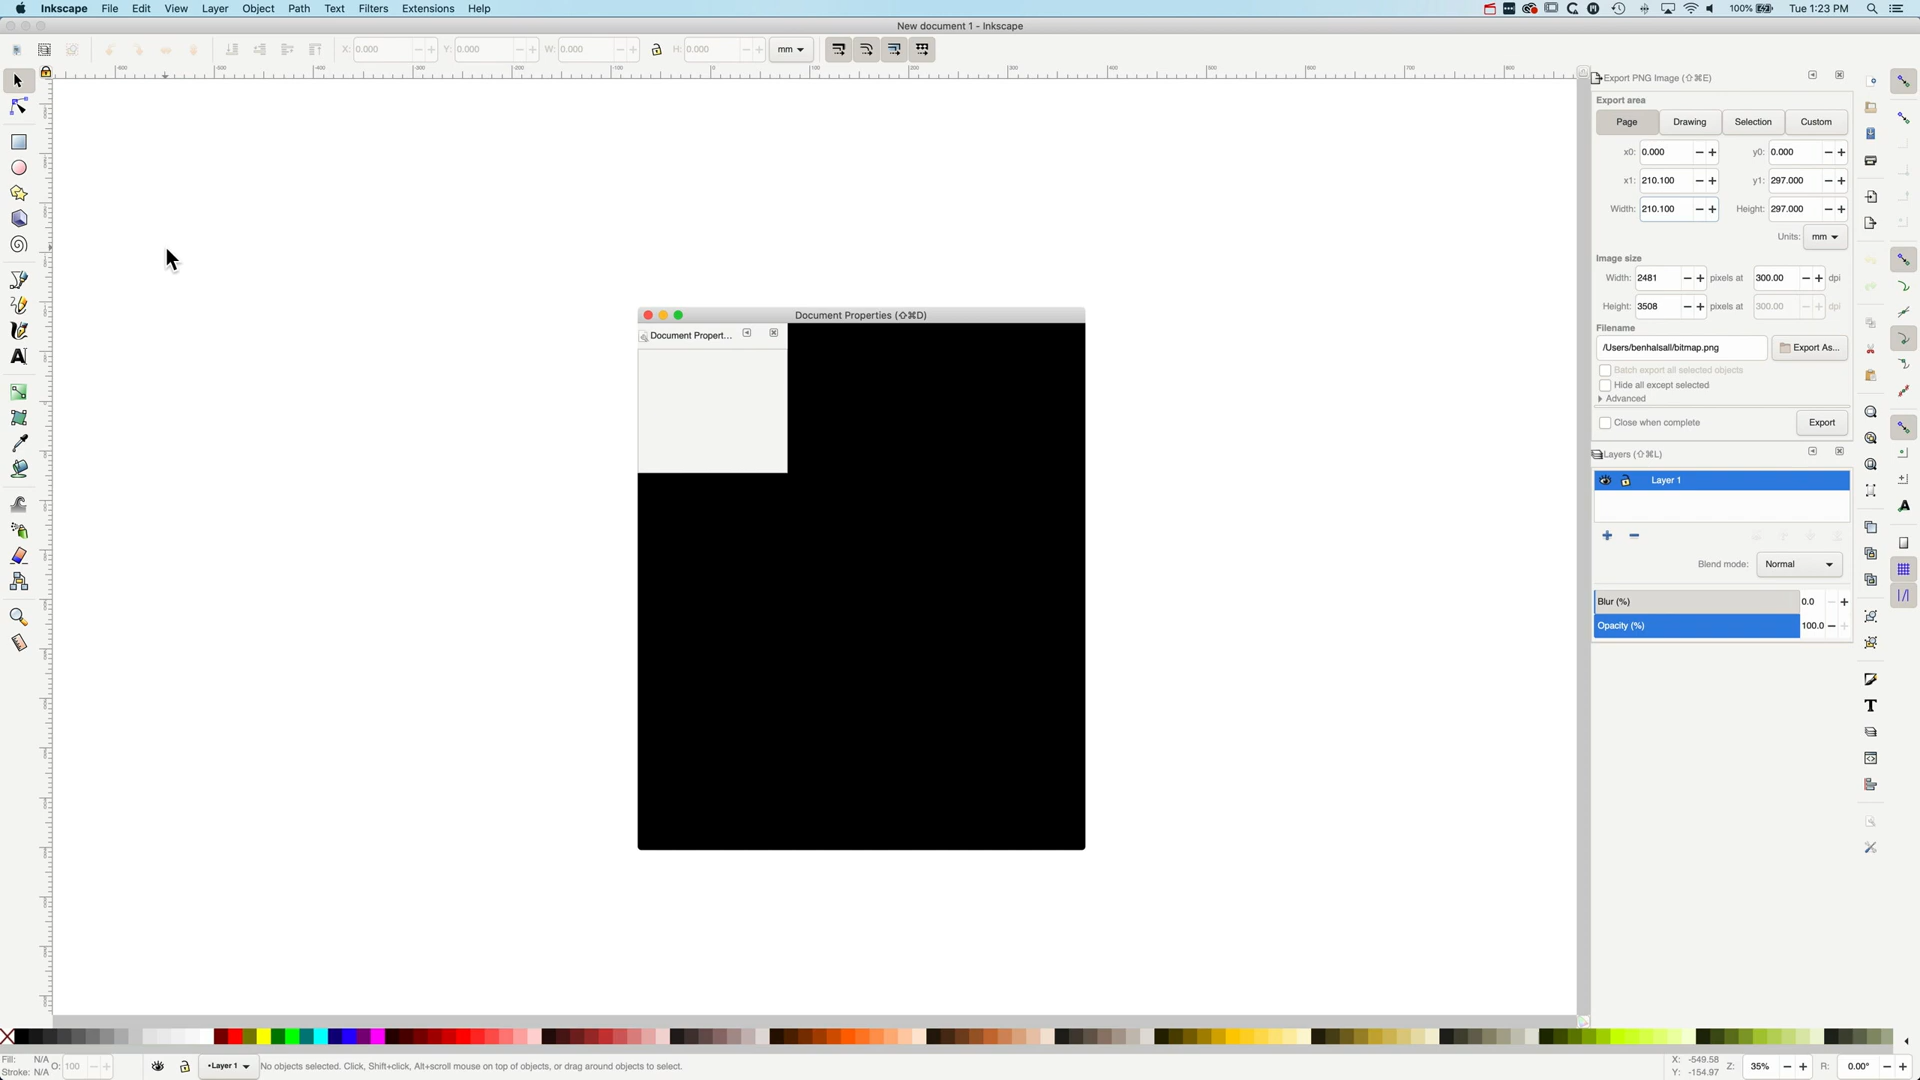 Inkscape File Edit View Layer Object Path Text Filters Extensions Help
100% Tue 1:23 PM
New document 1 - Inkscape
X: 0.000 Y: 0.000 W: 0.000 H: 0.000 mm
Export PNG Image (⇧⌘E)
Export area
Page Drawing Selection Custom
x0: 0.000 y0: 0.000
x1: 210.100 y1: 297.000
Width: 210.100 Height: 297.000
Units: mm
Image size
Width: 2481 pixels at 300.00 dpi
Height: 3508 pixels at 300.00 dpi
Filename
/Users/benhalsall/bitmap.png Export As...
Batch export all selected objects
Hide all except selected
Advanced
Close when complete Export
Document Properties (⇧⌘D)
Document Propert...
Layers (⇧⌘L)
Layer 1
Blend mode: Normal
Blur (%) 0.0
Opacity (%) 100.0
Fill: N/A
Stroke: N/A
O: 100
•Layer 1
No objects selected. Click, Shift+click, Alt+scroll mouse on top of objects, or drag around objects to select.
X: -549.58
Y: -154.97
Z: 35% R: 0.00°